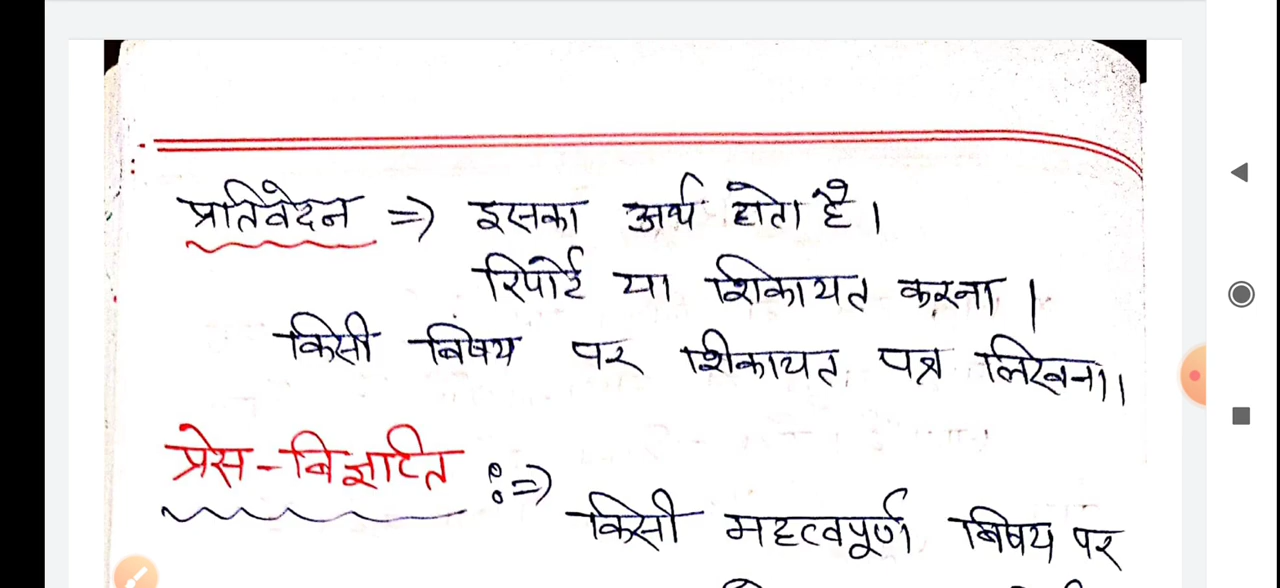 प्रतिवेदन => इसका अर्थ होता है।
रिपोर्ट या शिकायत करना।
किसी बिषय पर शिकायत पत्र लिखना।
प्रेस-बिज्ञप्ति :=>
किसी महत्वपूर्ण बिषय पर